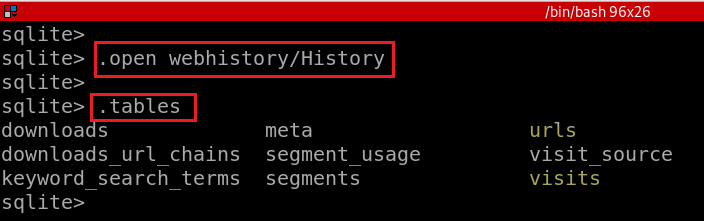 /bin/bash 96x26
sqlite>
sqlite> .open webhistory/History
sqlite>
sqlite> .tables
downloads             meta                  urls
downloads_url_chains  segment_usage         visit_source
keyword_search_terms  segments              visits
sqlite>